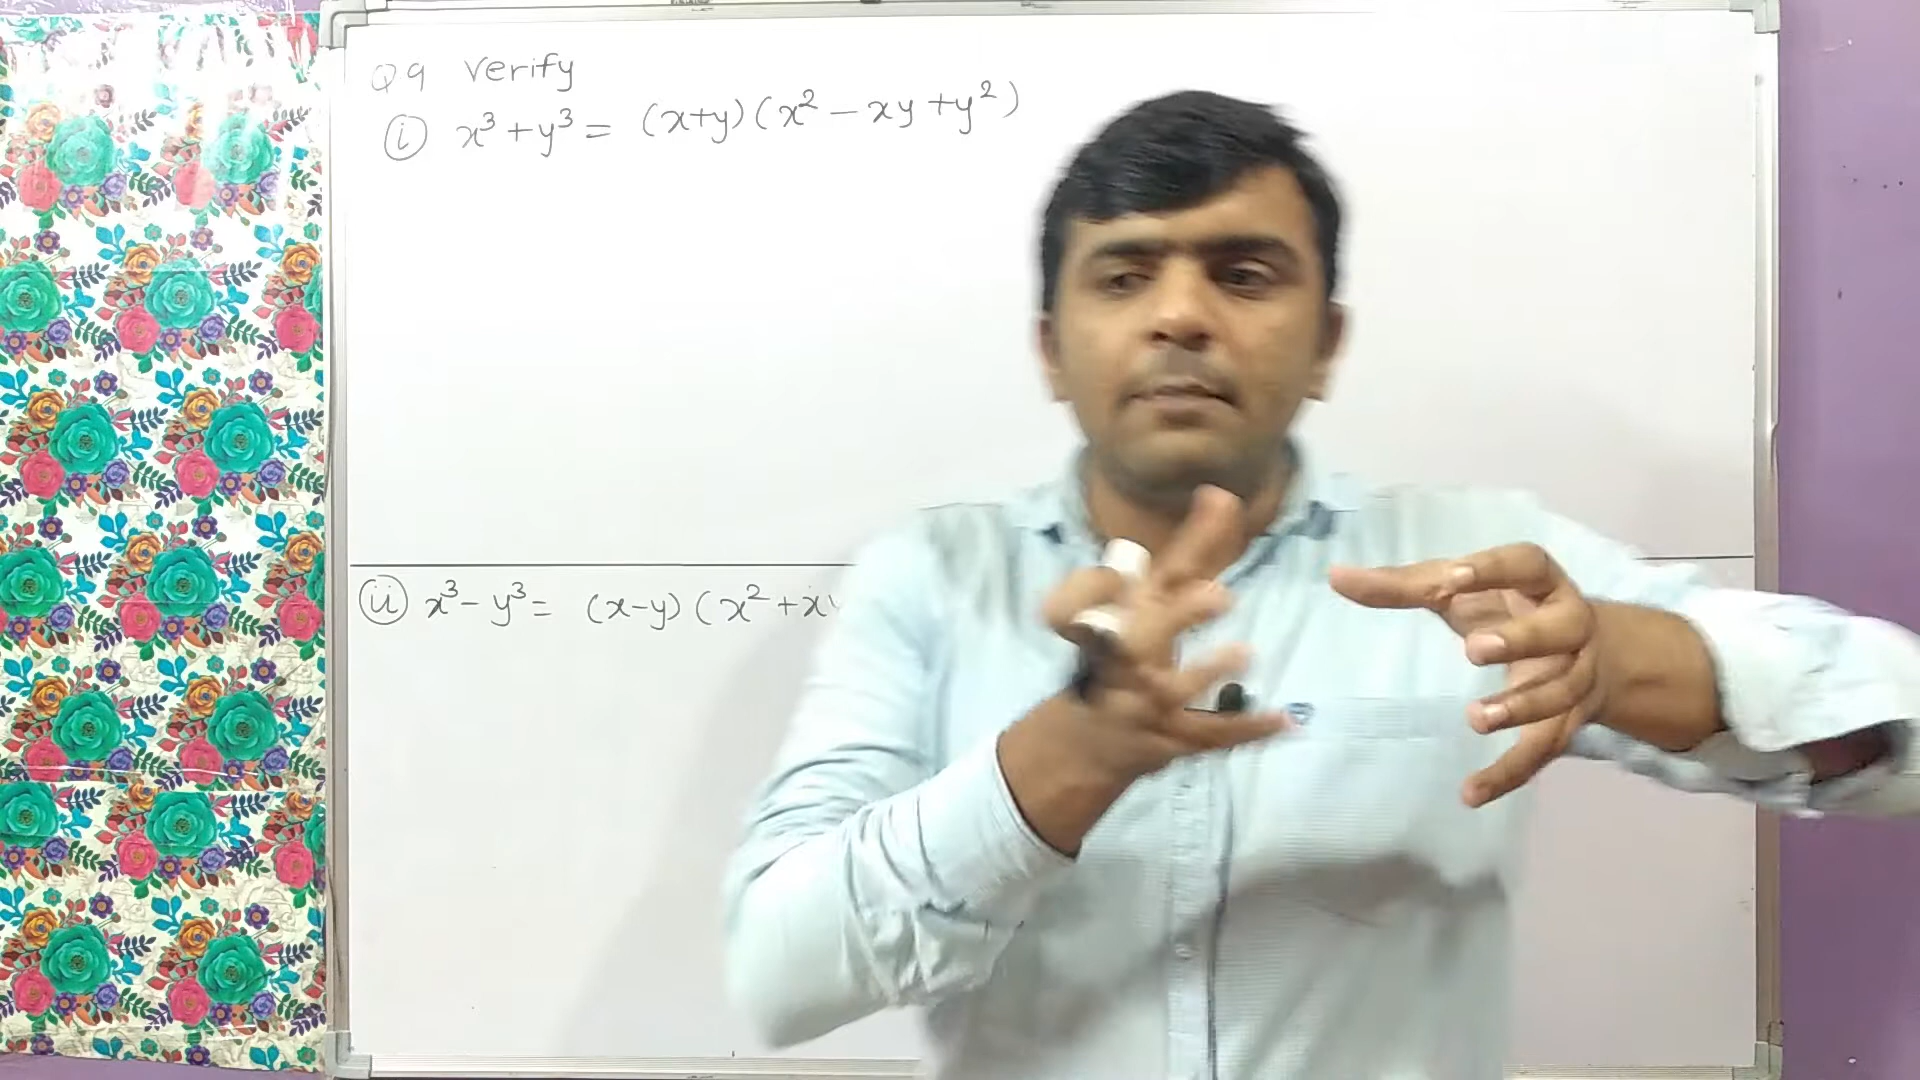 Q9 Verify
(i) x³ + y³ = (x+y)(x² − xy + y²)
(ii) x³ − y³ = (x−y)(x² + x